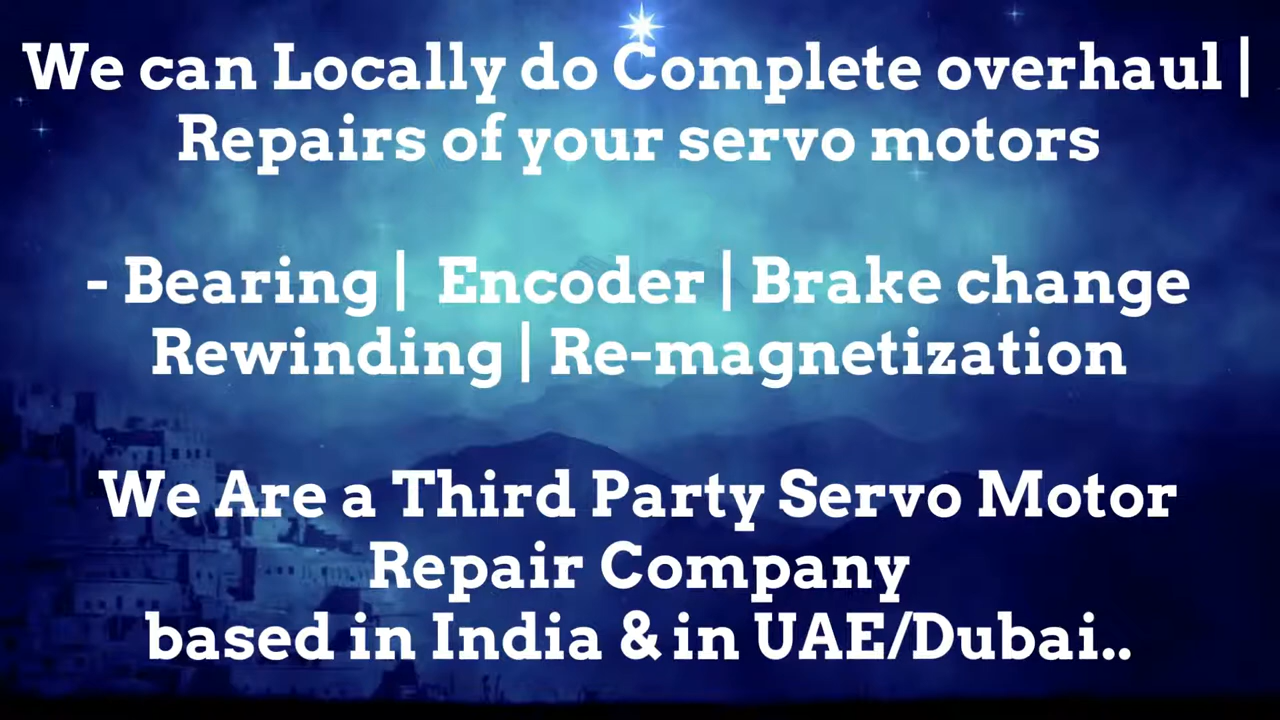 We can Locally do Complete overhaul |
Repairs of your servo motors
- Bearing | Encoder | Brake change
Rewinding | Re-magnetization
We Are a Third Party Servo Motor
Repair Company
based in India & in UAE/Dubai..